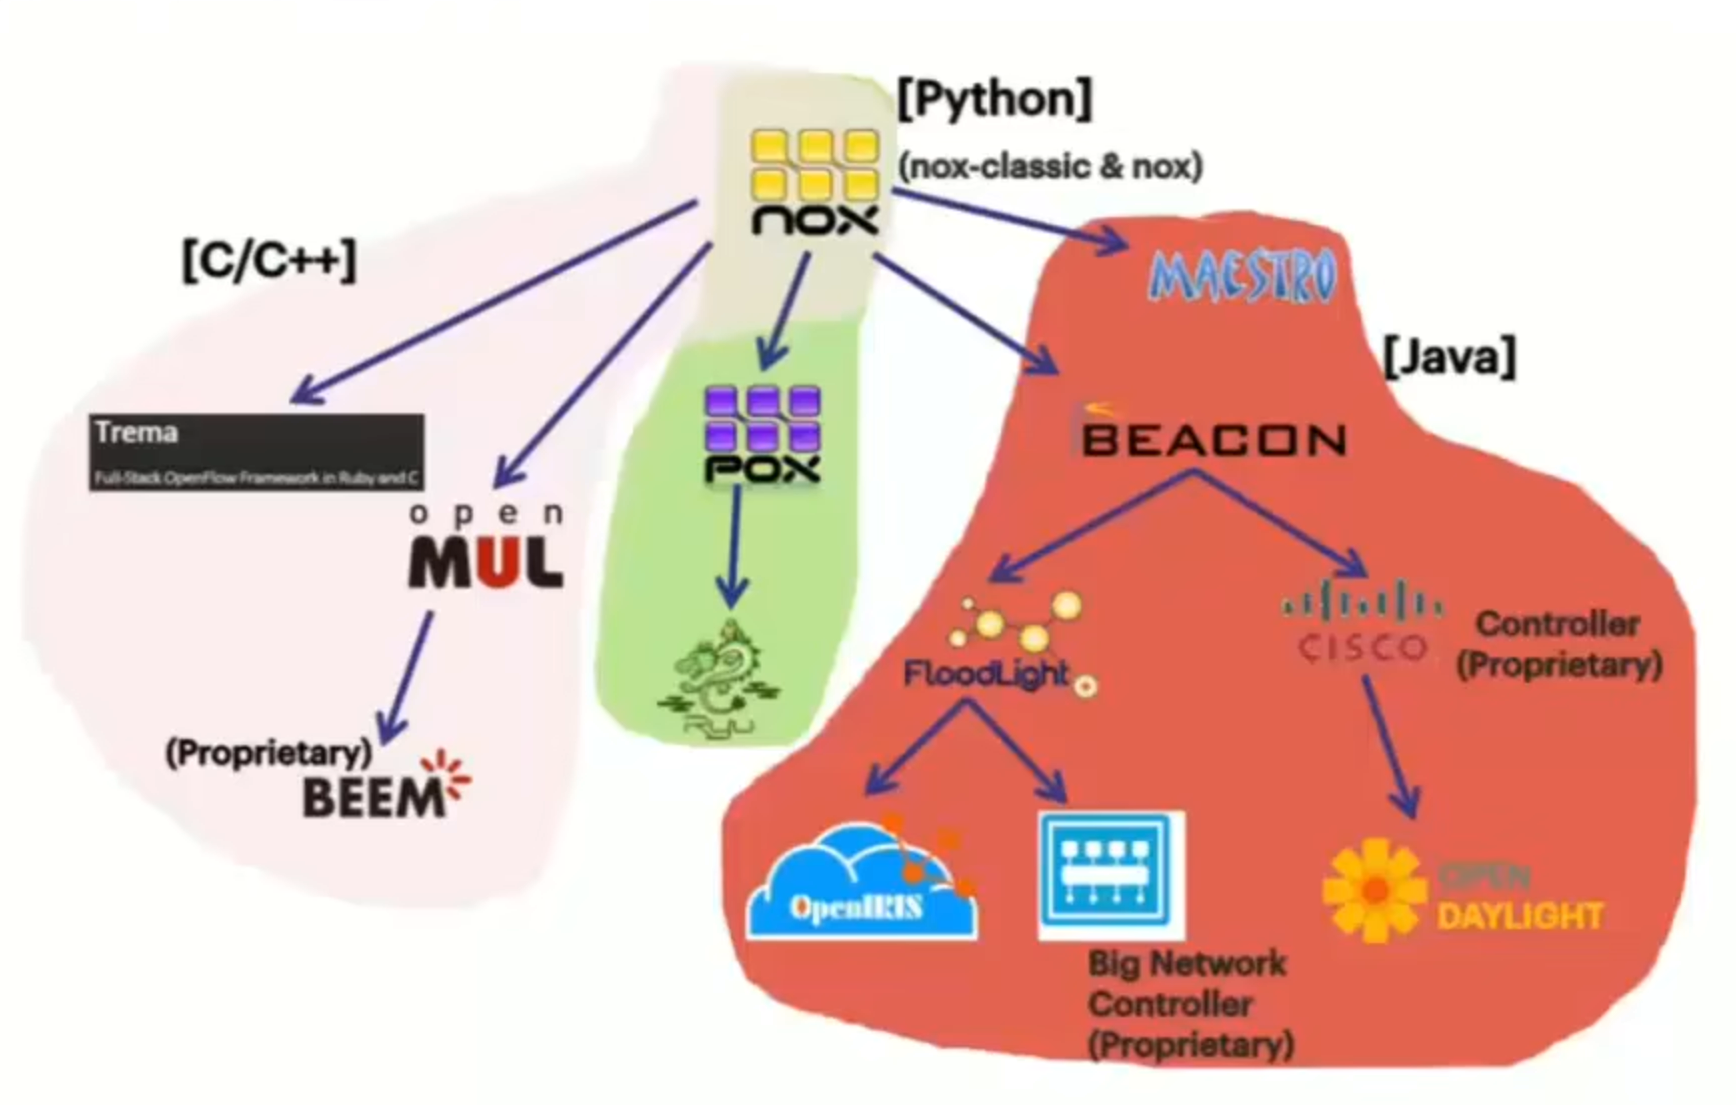 [Python]
(nox-classic & nox)
nox
[C/C++]
MAESTRO
[Java]
Trema
Full-Stack OpenFlow Framework in Ruby and C
POX
BEACON
open
MUL
FloodLight
CISCO
Controller
(Proprietary)
Ryu
(Proprietary)
BEEM
OpenIRIS
OPEN
DAYLIGHT
Big Network
Controller
(Proprietary)